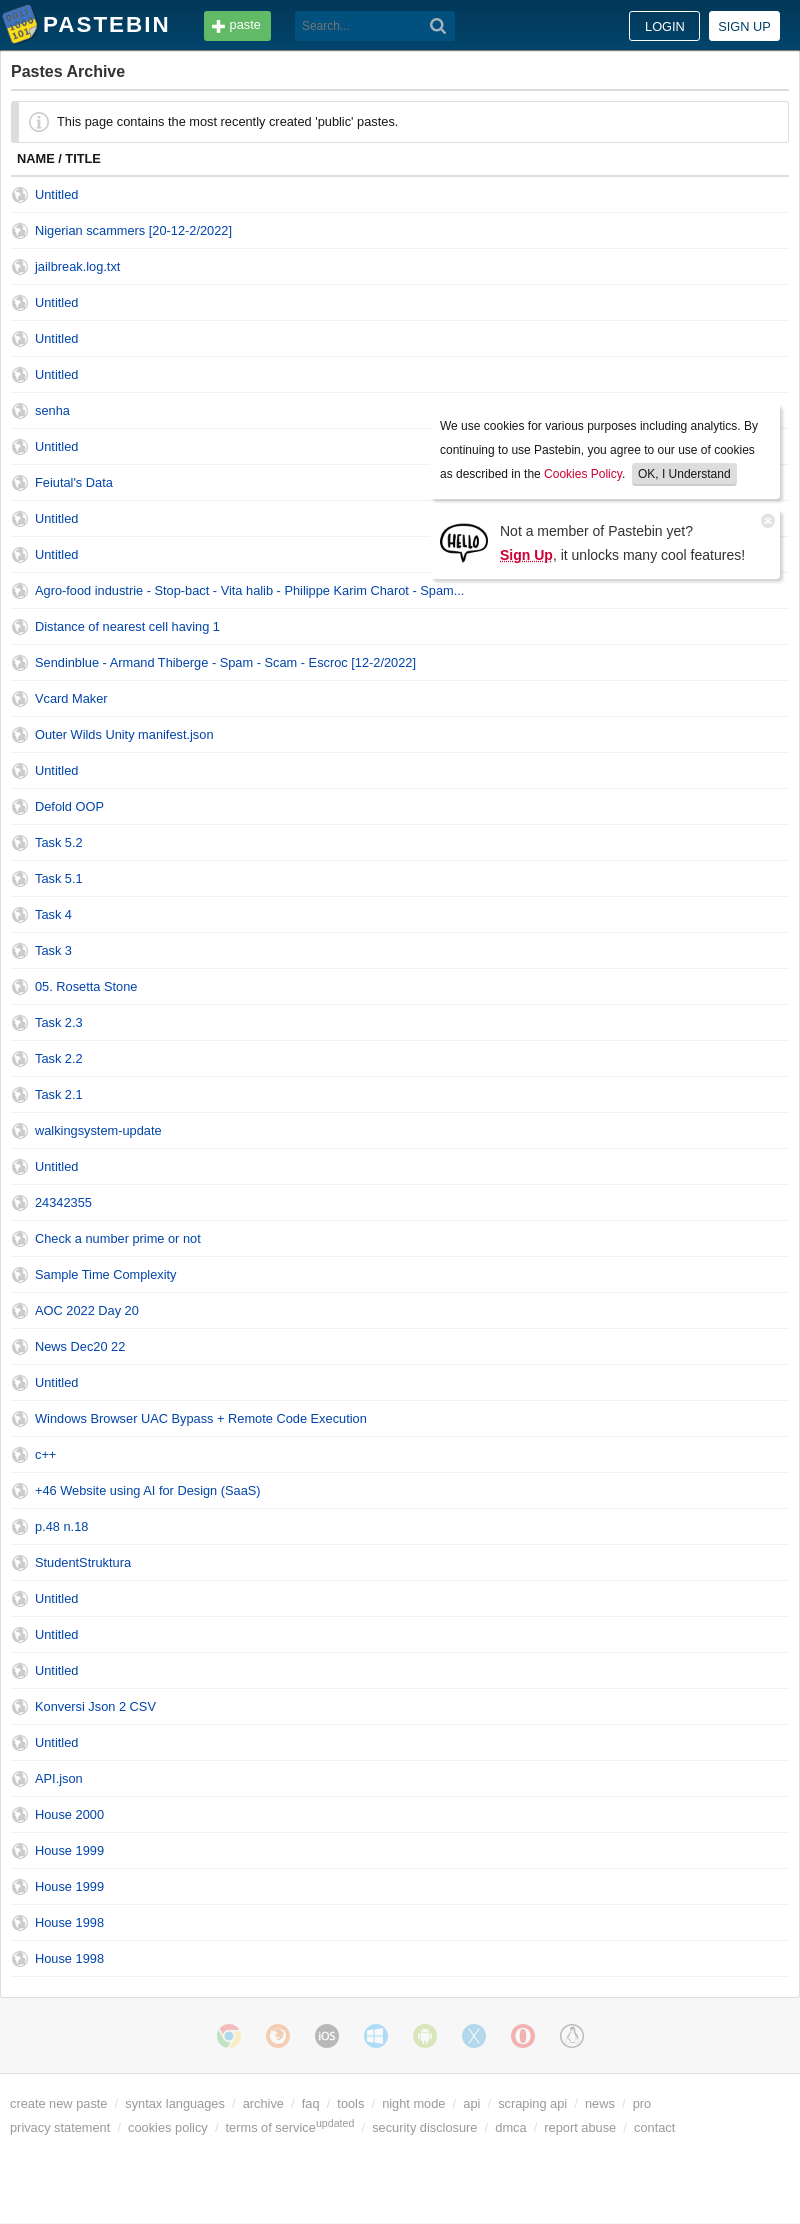 PASTEBIN
paste
Search...
LOGIN
SIGN UP
Pastes Archive
This page contains the most recently created 'public' pastes.
NAME / TITLE
Untitled
Nigerian scammers [20-12-2/2022]
jailbreak.log.txt
Untitled
Untitled
Untitled
senha
Untitled
Feiutal's Data
Untitled
Untitled
We use cookies for various purposes including analytics. By
continuing to use Pastebin, you agree to our use of cookies
as described in the Cookies Policy. OK, I Understand
HELLO
Not a member of Pastebin yet?
Sign Up, it unlocks many cool features!
Agro-food industrie - Stop-bact - Vita halib - Philippe Karim Charot - Spam...
Distance of nearest cell having 1
Sendinblue - Armand Thiberge - Spam - Scam - Escroc [12-2/2022]
Vcard Maker
Outer Wilds Unity manifest.json
Untitled
Defold OOP
Task 5.2
Task 5.1
Task 4
Task 3
05. Rosetta Stone
Task 2.3
Task 2.2
Task 2.1
walkingsystem-update
Untitled
24342355
Check a number prime or not
Sample Time Complexity
AOC 2022 Day 20
News Dec20 22
Untitled
Windows Browser UAC Bypass + Remote Code Execution
c++
+46 Website using AI for Design (SaaS)
p.48 n.18
StudentStruktura
Untitled
Untitled
Untitled
Konversi Json 2 CSV
Untitled
API.json
House 2000
House 1999
House 1999
House 1998
House 1998
iOS
create new paste / syntax languages / archive / faq / tools / night mode / api / scraping api / news / pro
privacy statement / cookies policy / terms of serviceupdated / security disclosure / dmca / report abuse / contact